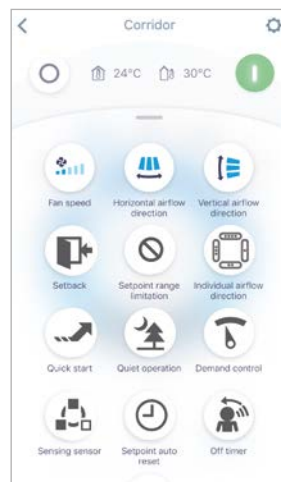 Corridor
24°C 30°C
Fan speed
Horizontal airflow
direction
Vertical airflow
direction
Setback
Setpoint range
limitation
Individual airflow
direction
Quick start
Quiet operation
Demand control
Sensing sensor
Setpoint auto
reset
Off timer